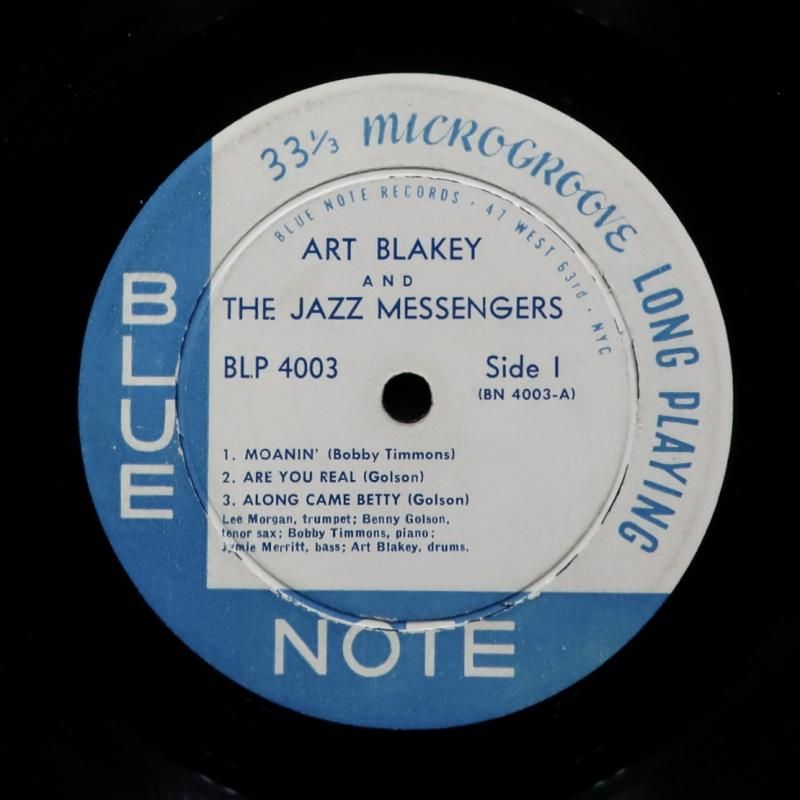 33⅓ MICROGROOVE LONG PLAYING
BLUE NOTE RECORDS · 47 WEST 63rd · NYC
ART BLAKEY
AND
THE JAZZ MESSENGERS
BLP 4003
Side 1
(BN 4003-A)
1. MOANIN' (Bobby Timmons)
2. ARE YOU REAL (Golson)
3. ALONG CAME BETTY (Golson)
Lee Morgan, trumpet; Benny Golson,
tenor sax; Bobby Timmons, piano;
Jymie Merritt, bass; Art Blakey, drums.
BLUE
NOTE